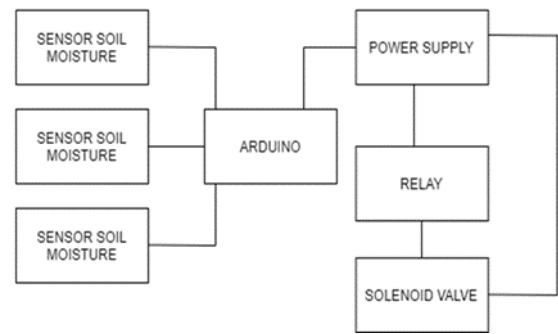 SENSOR SOIL
MOISTURE
SENSOR SOIL
MOISTURE
SENSOR SOIL
MOISTURE
ARDUINO
POWER SUPPLY
RELAY
SOLENOID VALVE